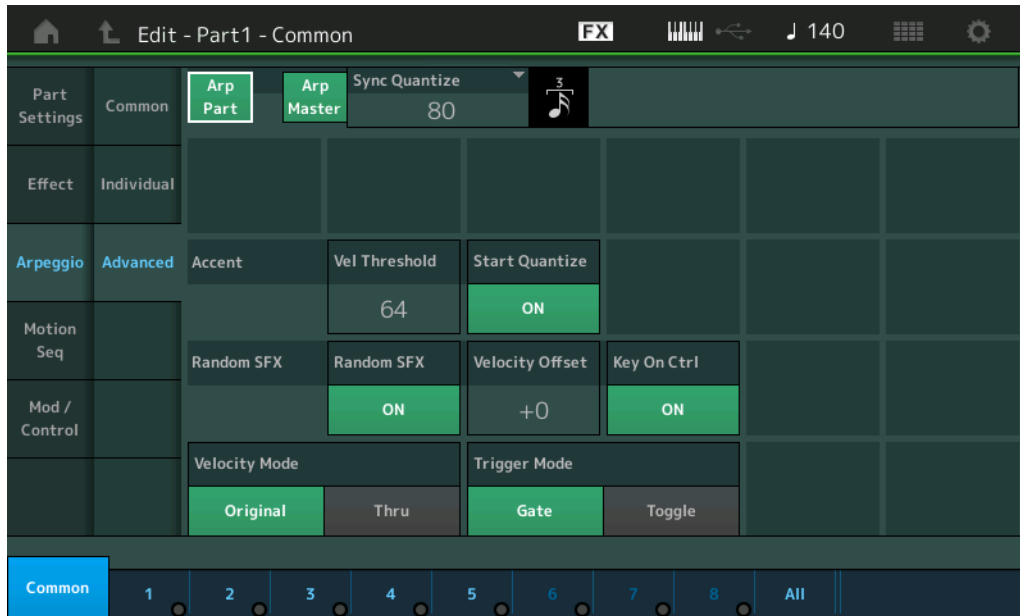 Edit - Part1 - Common FX 140
Part Settings
Common
Arp Part
Arp Master
Sync Quantize
80
3
Effect
Individual
Arpeggio
Advanced
Accent
Vel Threshold
64
Start Quantize
ON
Motion Seq
Random SFX
Random SFX
ON
Velocity Offset
+0
Key On Ctrl
ON
Mod / Control
Velocity Mode
Original
Thru
Trigger Mode
Gate
Toggle
Common 1 2 3 4 5 6 7 8 All